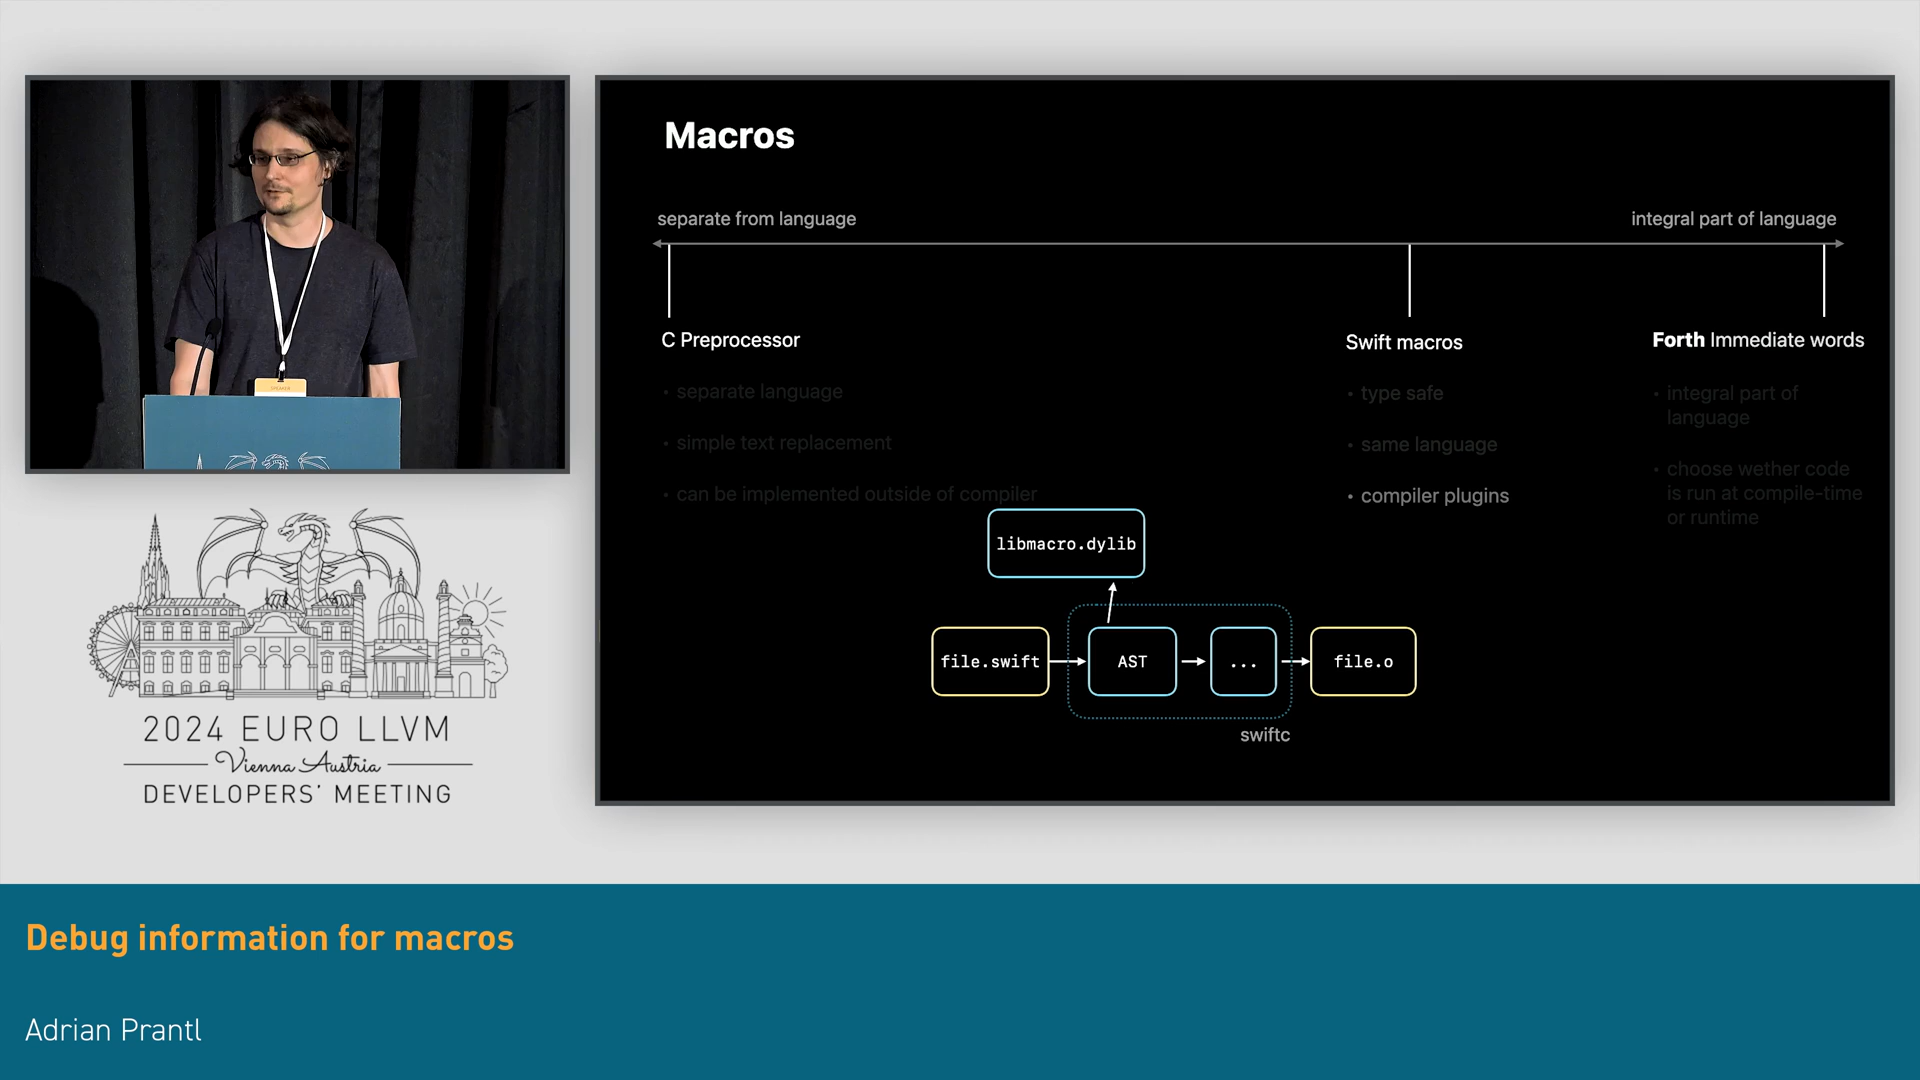 SPEAKER
2024 EURO LLVM
Vienna Austria
DEVELOPERS' MEETING
Macros
separate from language
integral part of language
C Preprocessor
• separate language
• simple text replacement
• can be implemented outside of compiler
Swift macros
• type safe
• same language
• compiler plugins
Forth Immediate words
• integral part of
language
• choose wether code
is run at compile-time
or runtime
libmacro.dylib
file.swift
AST
...
file.o
swiftc
Debug information for macros
Adrian Prantl